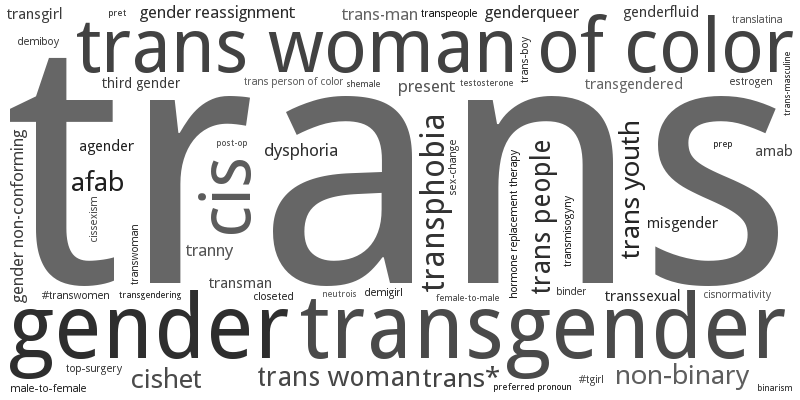 transgirl
pret
gender reassignment
trans-man
transpeople
genderqueer
genderfluid
translatina
demiboy
trans woman of color
trans-boy
trans-masculine
third gender
trans person of color
shemale
present
testosterone
transgendered
estrogen
trans
gender non-conforming
agender
afab
cissexism
transwoman
post-op
cis
tranny
dysphoria
transphobia
sex-change
hormone replacement therapy
trans people
transmisogyny
trans youth
prep
amab
misgender
transman
#transwomen
transgendering
closeted
neutrois
demigirl
female-to-male
binder
transsexual
cisnormativity
gender
transgender
top-surgery
male-to-female
cishet
trans woman
trans*
preferred pronoun
#tgirl
non-binary
binarism